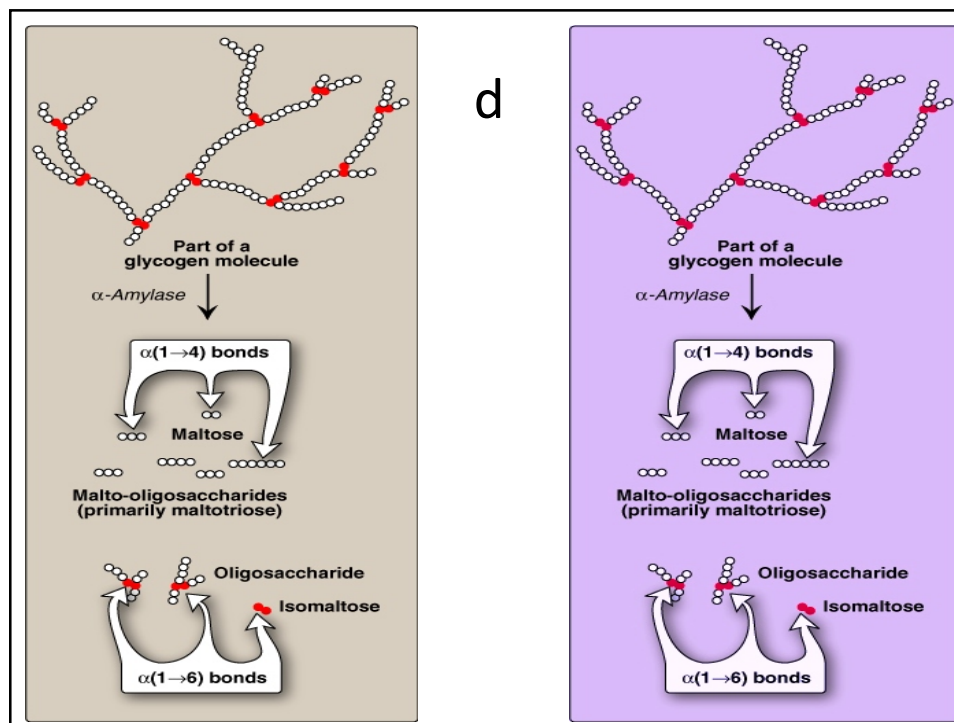 Part of a
glycogen molecule
α-Amylase
α(1→4) bonds
Maltose
Malto-oligosaccharides
(primarily maltotriose)
Oligosaccharide
Isomaltose
α(1→6) bonds
d
Part of a
glycogen molecule
α-Amylase
α(1→4) bonds
Maltose
Malto-oligosaccharides
(primarily maltotriose)
Oligosaccharide
Isomaltose
α(1→6) bonds